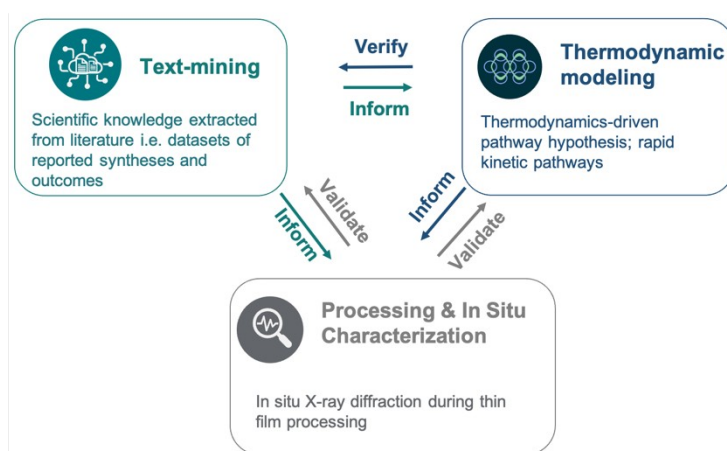 Text-mining
Scientific knowledge extracted
from literature i.e. datasets of
reported syntheses and
outcomes
Verify
Inform
Thermodynamic
modeling
Thermodynamics-driven
pathway hypothesis; rapid
kinetic pathways
Inform
Validate
Inform
Validate
Processing & In Situ
Characterization
In situ X-ray diffraction during thin
film processing